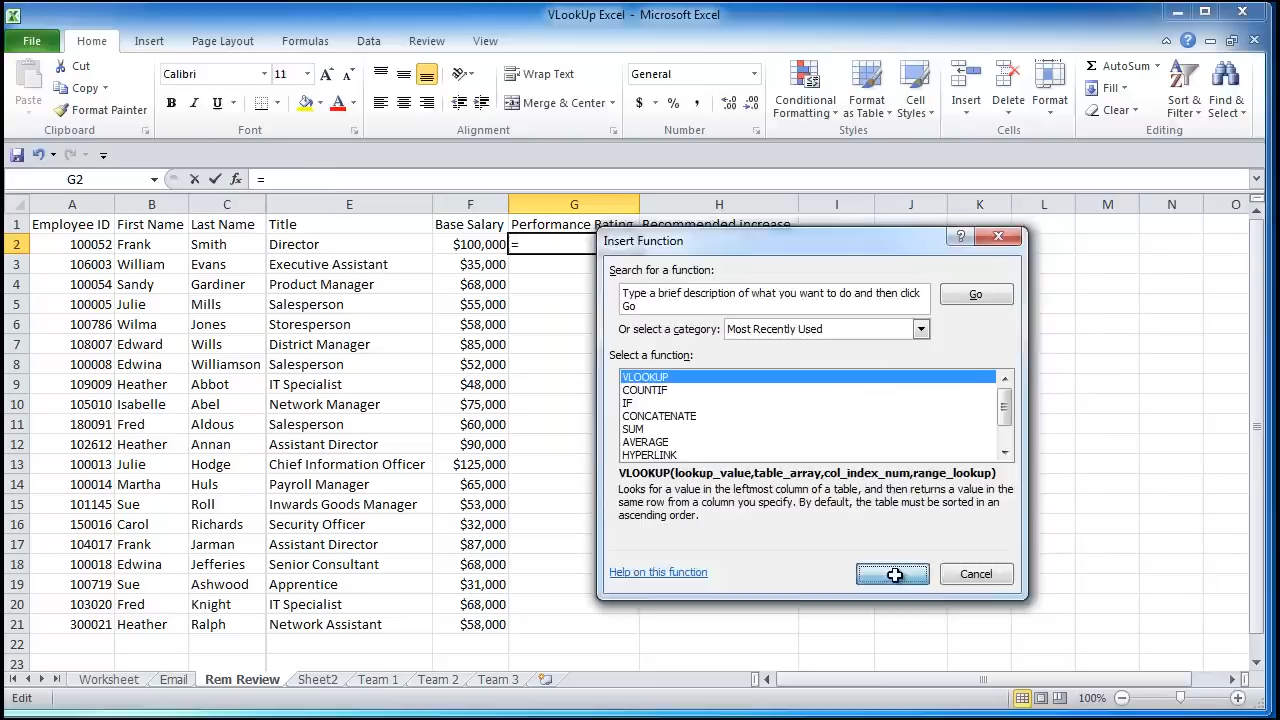 VLookUp Excel - Microsoft Excel
File Home Insert Page Layout Formulas Data Review View
Paste
Cut
Copy
Format Painter
Clipboard
Calibri 11
B I U
Font
Wrap Text
Merge & Center
Alignment
General
$ % ,
Number
Conditional Formatting
Format as Table
Cell Styles
Styles
Insert Delete Format
Cells
Σ AutoSum
Fill
Clear
Sort & Filter
Find & Select
Editing
G2 fx =
A B C E F G H I J K L M N O
1 Employee ID First Name Last Name Title Base Salary Performance Rating Recommended increase
2 100052 Frank Smith Director $100,000 =
3 106003 William Evans Executive Assistant $35,000
4 100054 Sandy Gardiner Product Manager $68,000
5 100005 Julie Mills Salesperson $55,000
6 100786 Wilma Jones Storesperson $58,000
7 108007 Edward Wills District Manager $85,000
8 100008 Edwina Williamson Salesperson $52,000
9 109009 Heather Abbot IT Specialist $48,000
10 105010 Isabelle Abel Network Manager $75,000
11 180091 Fred Aldous Salesperson $60,000
12 102612 Heather Annan Assistant Director $90,000
13 100013 Julie Hodge Chief Information Officer $125,000
14 100014 Martha Huls Payroll Manager $65,000
15 101145 Sue Roll Inwards Goods Manager $53,000
16 150016 Carol Richards Security Officer $32,000
17 104017 Frank Jarman Assistant Director $87,000
18 100018 Edwina Jefferies Senior Consultant $68,000
19 100719 Sue Ashwood Apprentice $31,000
20 103020 Fred Knight IT Specialist $68,000
21 300021 Heather Ralph Network Assistant $58,000
22
23
Insert Function
Search for a function:
Type a brief description of what you want to do and then click
Go
Go
Or select a category: Most Recently Used
Select a function:
VLOOKUP
COUNTIF
IF
CONCATENATE
SUM
AVERAGE
HYPERLINK
VLOOKUP(lookup_value,table_array,col_index_num,range_lookup)
Looks for a value in the leftmost column of a table, and then returns a value in the
same row from a column you specify. By default, the table must be sorted in an
ascending order.
Help on this function
Cancel
Worksheet Email Rem Review Sheet2 Team 1 Team 2 Team 3
Edit 100%